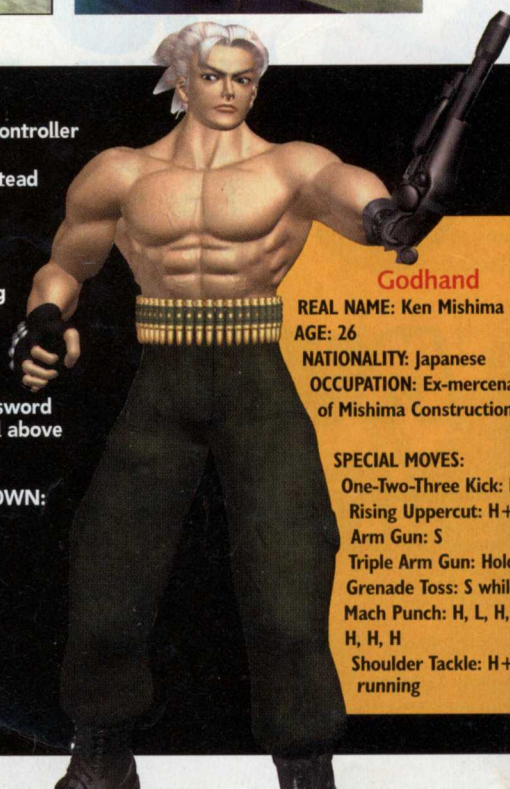 ontroller
tead
g
sword
l above
OWN:
Godhand
REAL NAME: Ken Mishima
AGE: 26
NATIONALITY: Japanese
OCCUPATION: Ex-mercena
of Mishima Construction
SPECIAL MOVES:
One-Two-Three Kick:
Rising Uppercut: H+
Arm Gun: S
Triple Arm Gun: Hold
Grenade Toss: S whil
Mach Punch: H, L, H,
H, H, H
Shoulder Tackle: H+
running